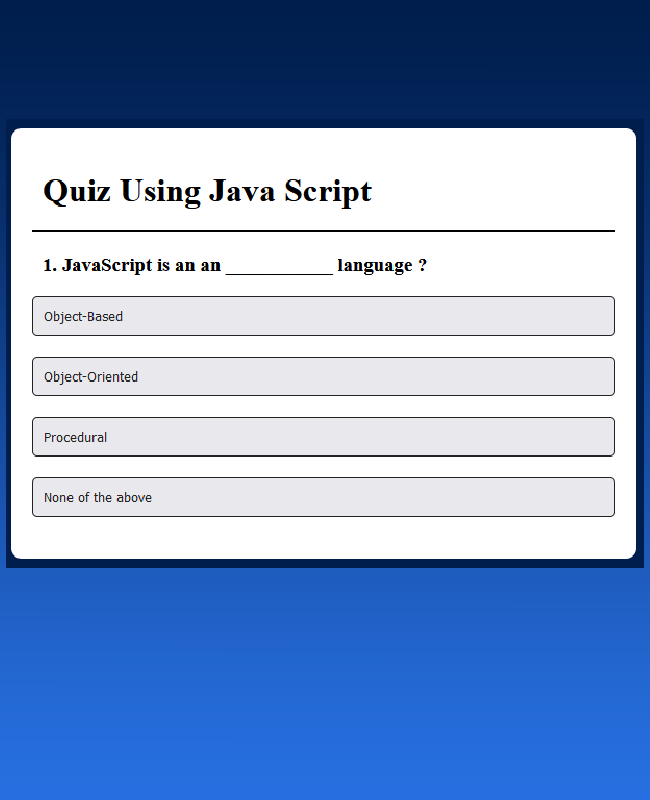 Quiz Using Java Script
1. JavaScript is an an ___________ language ?
Object-Based
Object-Oriented
Procedural
None of the above